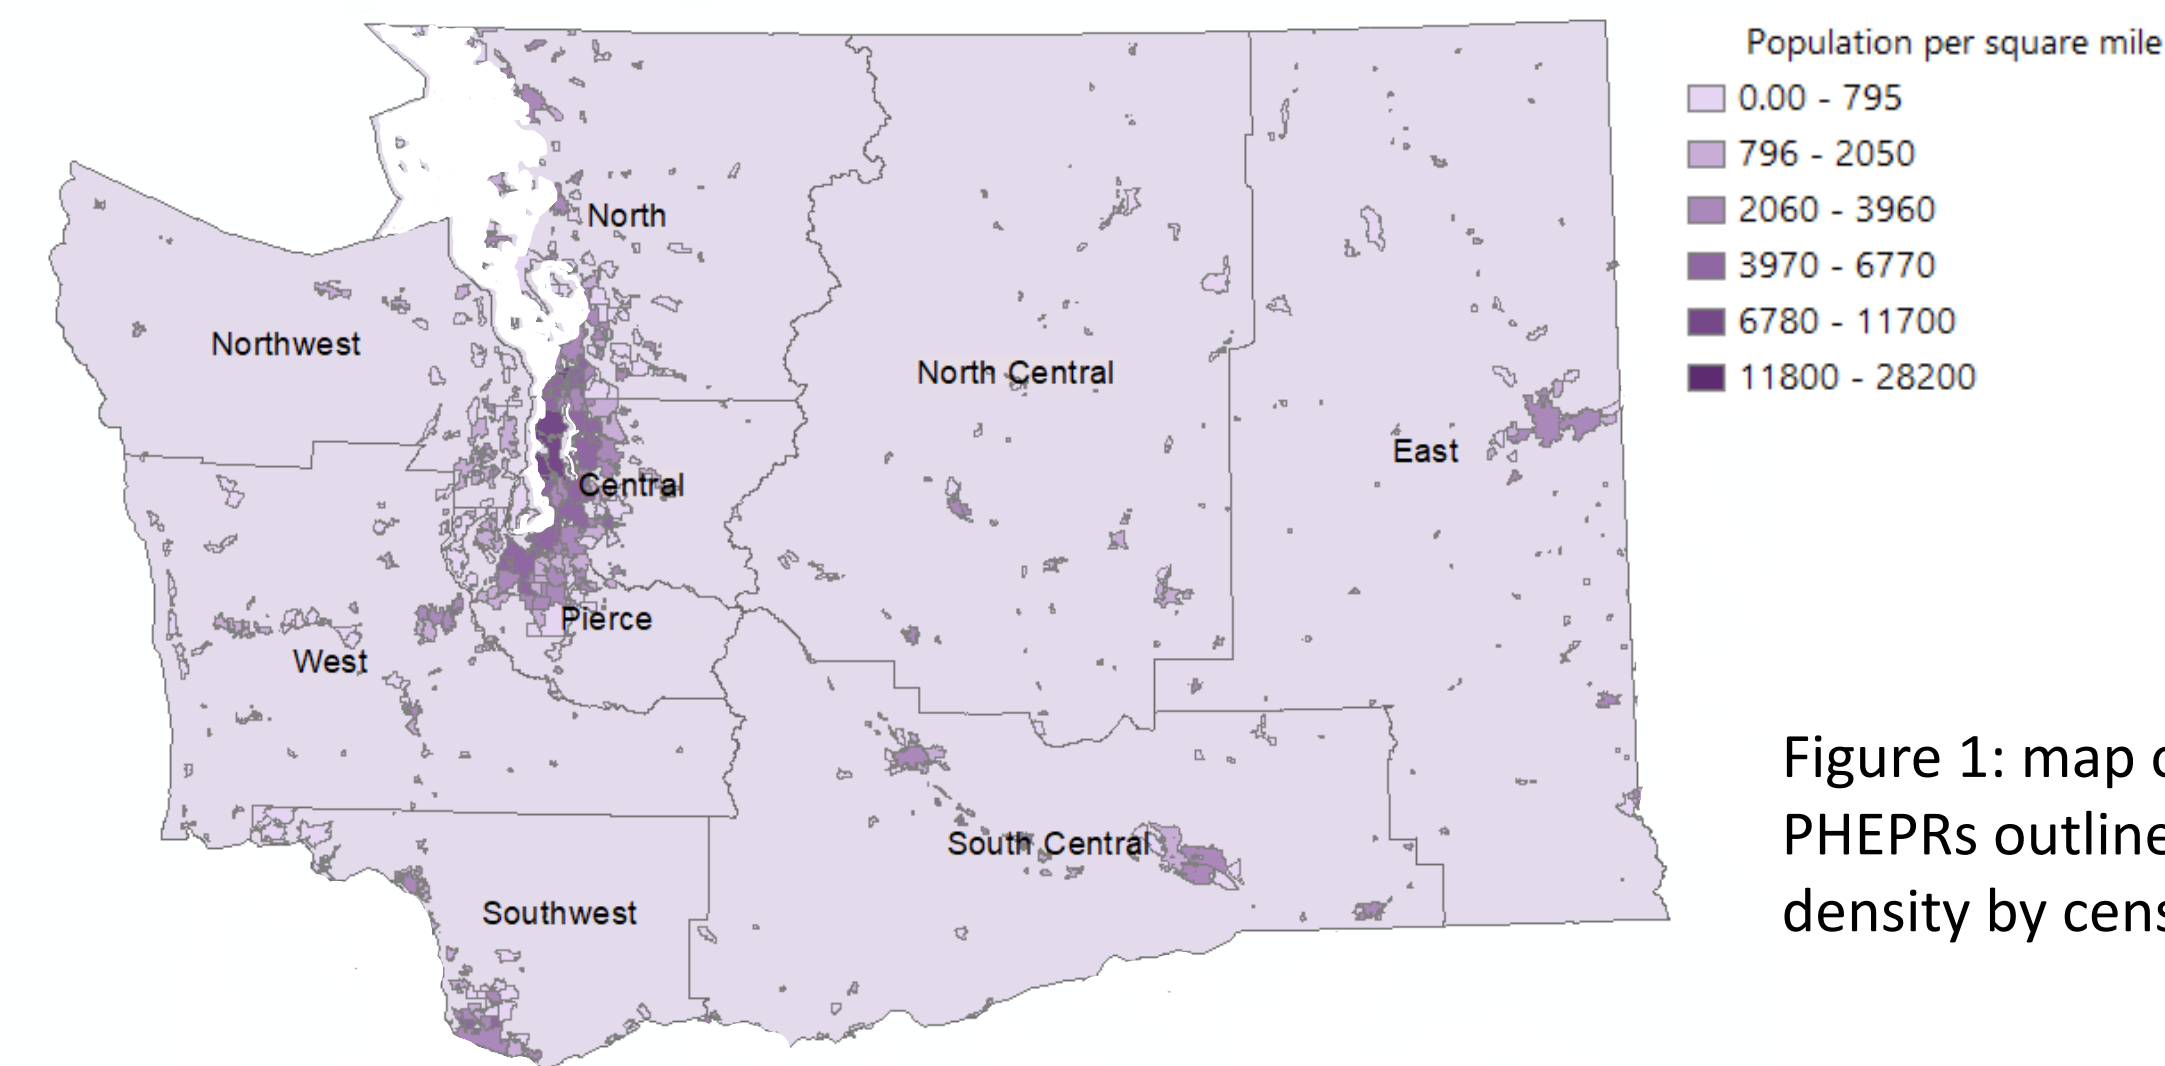 Population per square mile
0.00 - 795
796 - 2050
2060 - 3960
3970 - 6770
6780 - 11700
11800 - 28200
North
Northwest
North Central
East
Central
Pierce
West
South Central
Southwest
Figure 1: map
PHEPRs outline
density by cens